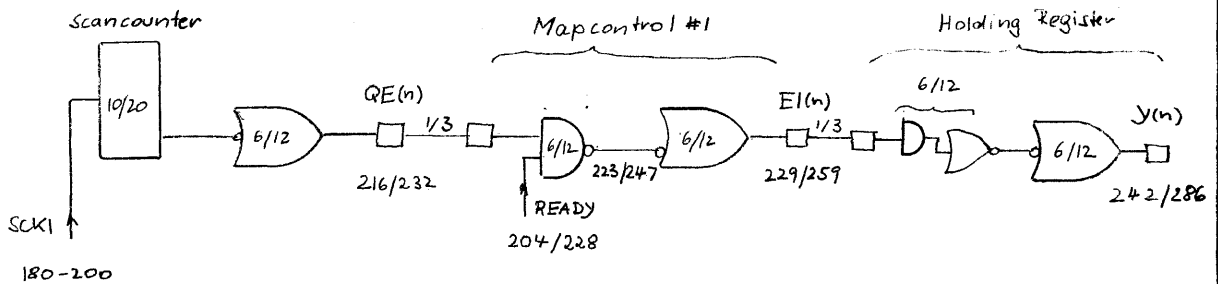 Scancounter
Mapcontrol #1
Holding Register
10/20
6/12
QE(n)
1/3
6/12
6/12
EI(n)
1/3
6/12
6/12
y(n)
216/232
223/247
229/259
242/286
READY
204/228
SCK1
180-200